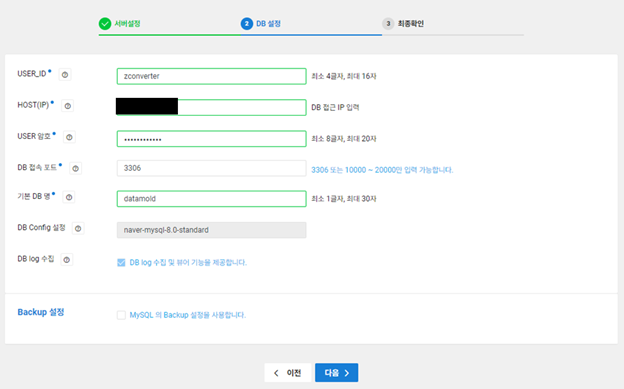 서버설정
2 DB 설정
3 최종확인
USER_ID zconverter 최소 4글자, 최대 16자
HOST(IP) DB 접근 IP 입력
USER 암호 •••••••••••• 최소 8글자, 최대 20자
DB 접속 포트 3306 3306 또는 10000 ~ 20000만 입력 가능합니다.
기본 DB 명 datamold 최소 1글자, 최대 30자
DB Config 설정 naver-mysql-8.0-standard
DB log 수집 DB log 수집 및 뷰어 기능을 제공합니다.
Backup 설정 MySQL 의 Backup 설정을 사용합니다.
< 이전 다음 >